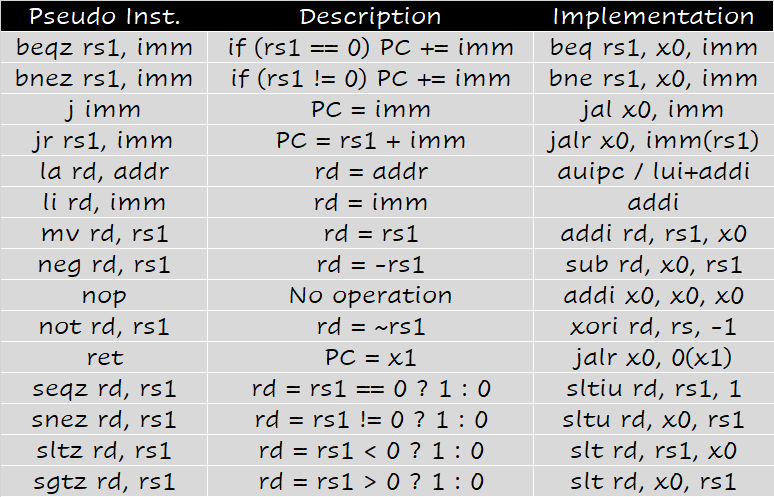 Pseudo Inst. Description Implementation
beqz rs1, imm if (rs1 == 0) PC += imm beq rs1, x0, imm
bnez rs1, imm if (rs1 != 0) PC += imm bne rs1, x0, imm
j imm PC = imm jal x0, imm
jr rs1, imm PC = rs1 + imm jalr x0, imm(rs1)
la rd, addr rd = addr auipc / lui+addi
li rd, imm rd = imm addi
mv rd, rs1 rd = rs1 addi rd, rs1, x0
neg rd, rs1 rd = -rs1 sub rd, x0, rs1
nop No operation addi x0, x0, x0
not rd, rs1 rd = ~rs1 xori rd, rs, -1
ret PC = x1 jalr x0, 0(x1)
seqz rd, rs1 rd = rs1 == 0 ? 1 : 0 sltiu rd, rs1, 1
snez rd, rs1 rd = rs1 != 0 ? 1 : 0 sltu rd, x0, rs1
sltz rd, rs1 rd = rs1 < 0 ? 1 : 0 slt rd, rs1, x0
sgtz rd, rs1 rd = rs1 > 0 ? 1 : 0 slt rd, x0, rs1